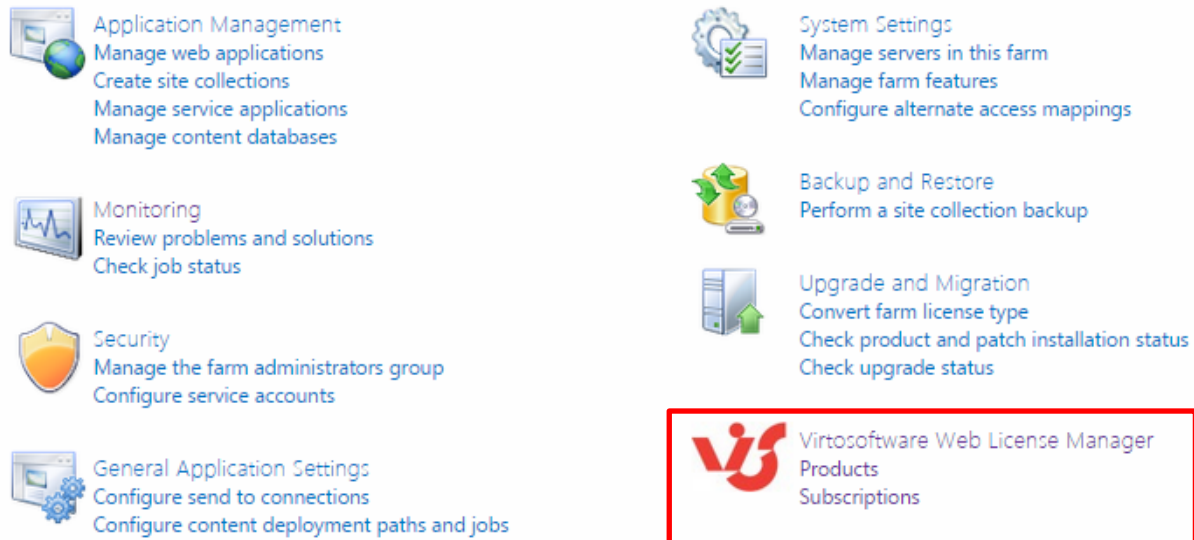 Application Management
Manage web applications
Create site collections
Manage service applications
Manage content databases
Monitoring
Review problems and solutions
Check job status
Security
Manage the farm administrators group
Configure service accounts
General Application Settings
Configure send to connections
Configure content deployment paths and jobs
System Settings
Manage servers in this farm
Manage farm features
Configure alternate access mappings
Backup and Restore
Perform a site collection backup
Upgrade and Migration
Convert farm license type
Check product and patch installation status
Check upgrade status
Virtosoftware Web License Manager
Products
Subscriptions